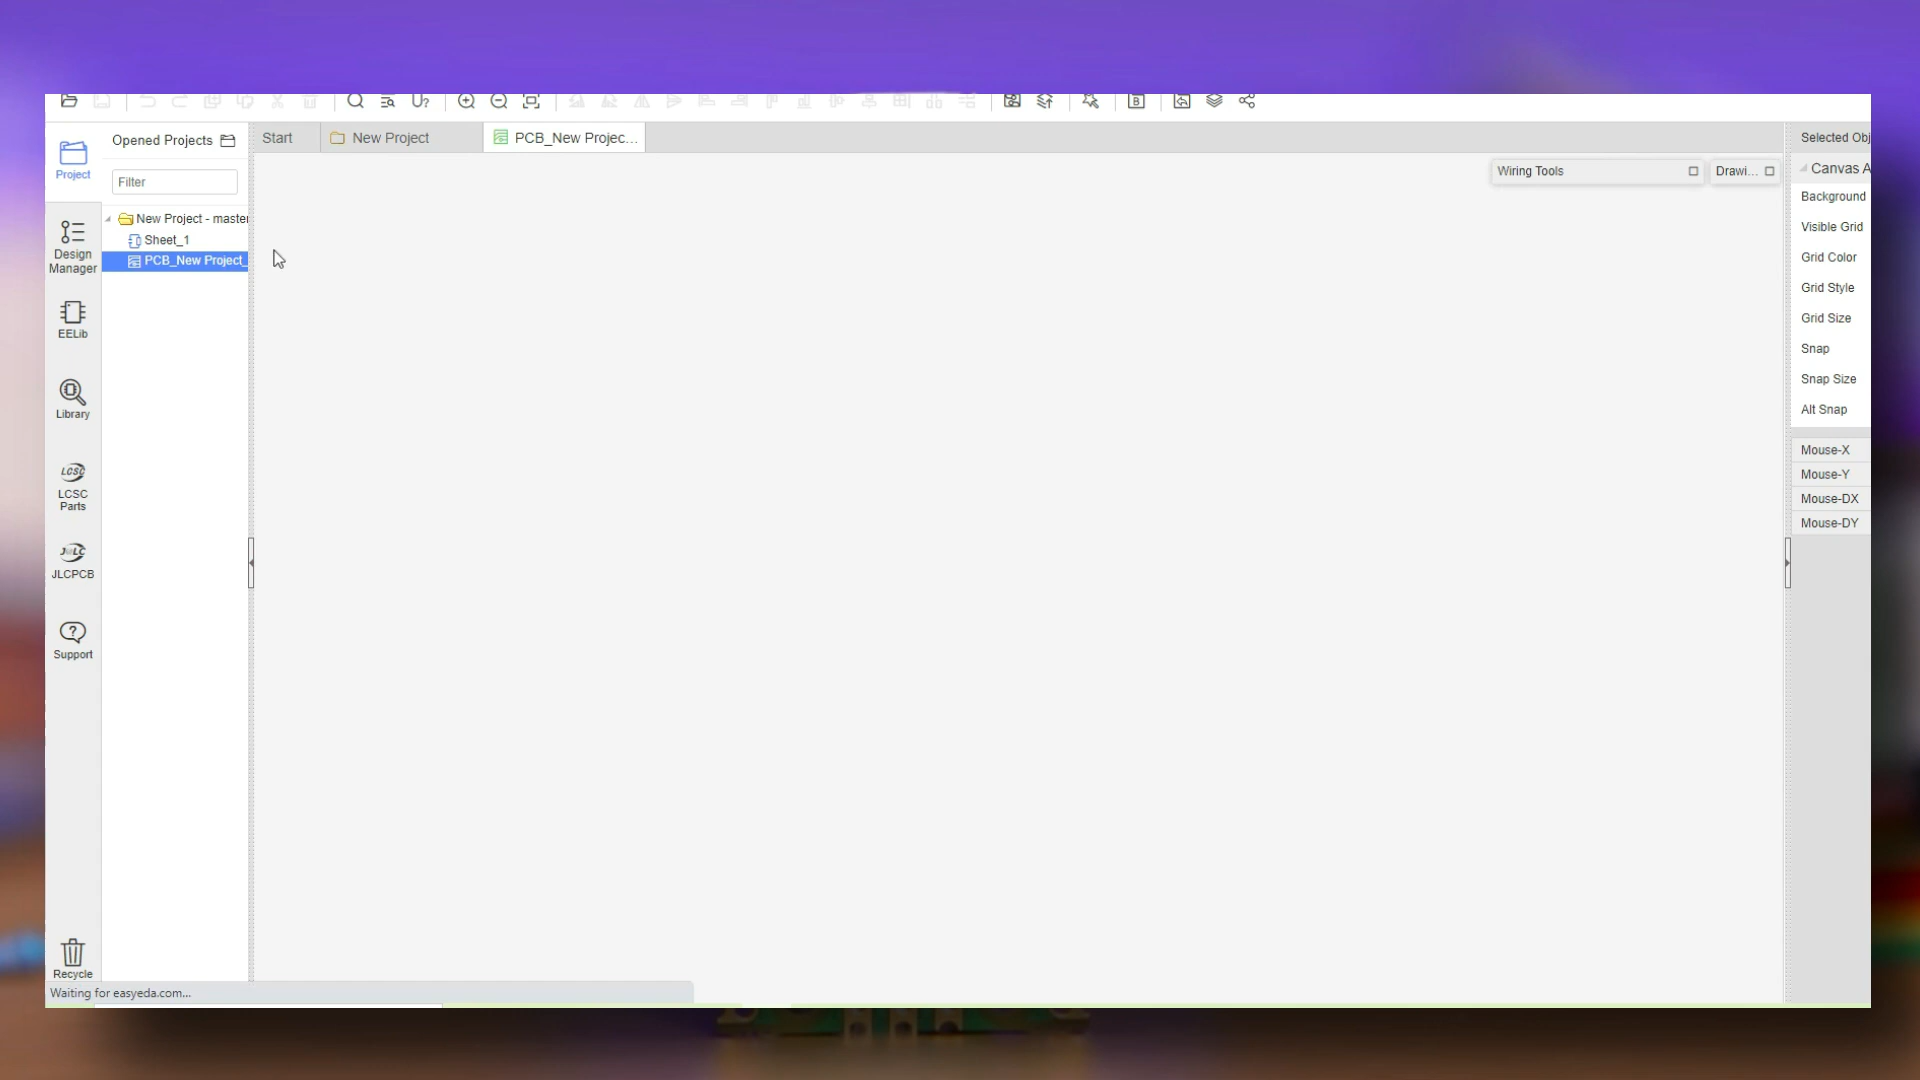 Start
New Project
PCB_New Projec...
Opened Projects
Selected Obj
Project
Filter
Wiring Tools
Drawi...
Canvas A
Background
New Project - master
Sheet_1
PCB_New Project_
Visible Grid
Design
Manager
Grid Color
Grid Style
Grid Size
EELib
Snap
Snap Size
Library
Alt Snap
Mouse-X
Mouse-Y
LCSC
LCSC
Parts
Mouse-DX
Mouse-DY
JLCPCB
Support
Recycle
Waiting for easyeda.com...